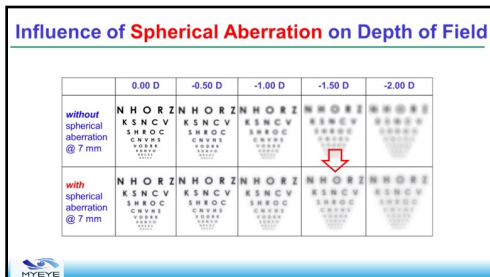 Influence of Spherical Aberration on Depth of Field
0.00 D -0.50 D -1.00 D -1.50 D -2.00 D
without
spherical
aberration
@ 7 mm
N H O R Z N H O R Z N H O R Z N H O R Z N H O R Z
K S N C V K S N C V K S N C V K S N C V
S H R O C S H R O C S H R O C
C N V H S C N V H S
V O D R K
with
spherical
aberration
@ 7 mm
N H O R Z N H O R Z N H O R Z N H O R Z N H O R Z
K S N C V K S N C V K S N C V K S N C V K S N C V
S H R O C S H R O C S H R O C S H R O C
C N V H S C N V H S C N V H S
V O D R K V O D R K
MYEYE